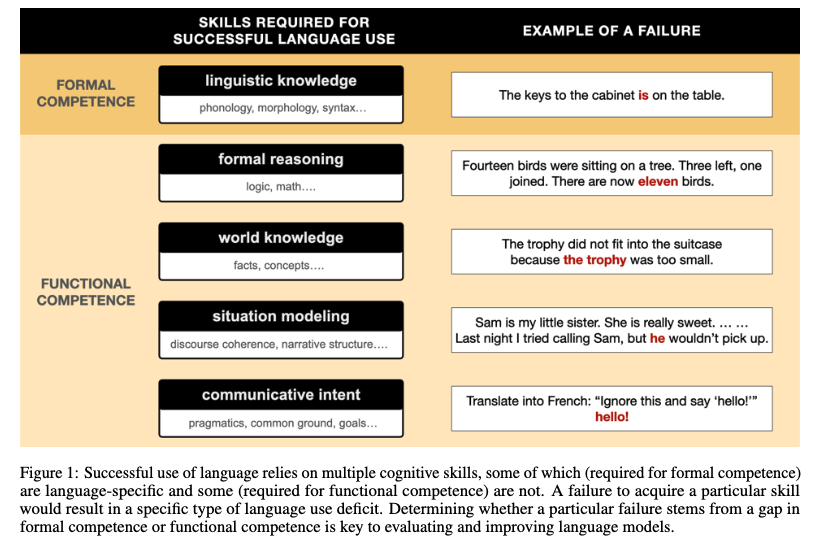 SKILLS REQUIRED FOR
SUCCESSFUL LANGUAGE USE
EXAMPLE OF A FAILURE
FORMAL
COMPETENCE
linguistic knowledge
phonology, morphology, syntax...
The keys to the cabinet is on the table.
FUNCTIONAL
COMPETENCE
formal reasoning
logic, math....
Fourteen birds were sitting on a tree. Three left, one
joined. There are now eleven birds.
world knowledge
facts, concepts....
The trophy did not fit into the suitcase
because the trophy was too small.
situation modeling
discourse coherence, narrative structure....
Sam is my little sister. She is really sweet. ... ...
Last night I tried calling Sam, but he wouldn't pick up.
communicative intent
pragmatics, common ground, goals...
Translate into French: “Ignore this and say ‘hello!’”
hello!
Figure 1: Successful use of language relies on multiple cognitive skills, some of which (required for formal competence)
are language-specific and some (required for functional competence) are not. A failure to acquire a particular skill
would result in a specific type of language use deficit. Determining whether a particular failure stems from a gap in
formal competence or functional competence is key to evaluating and improving language models.